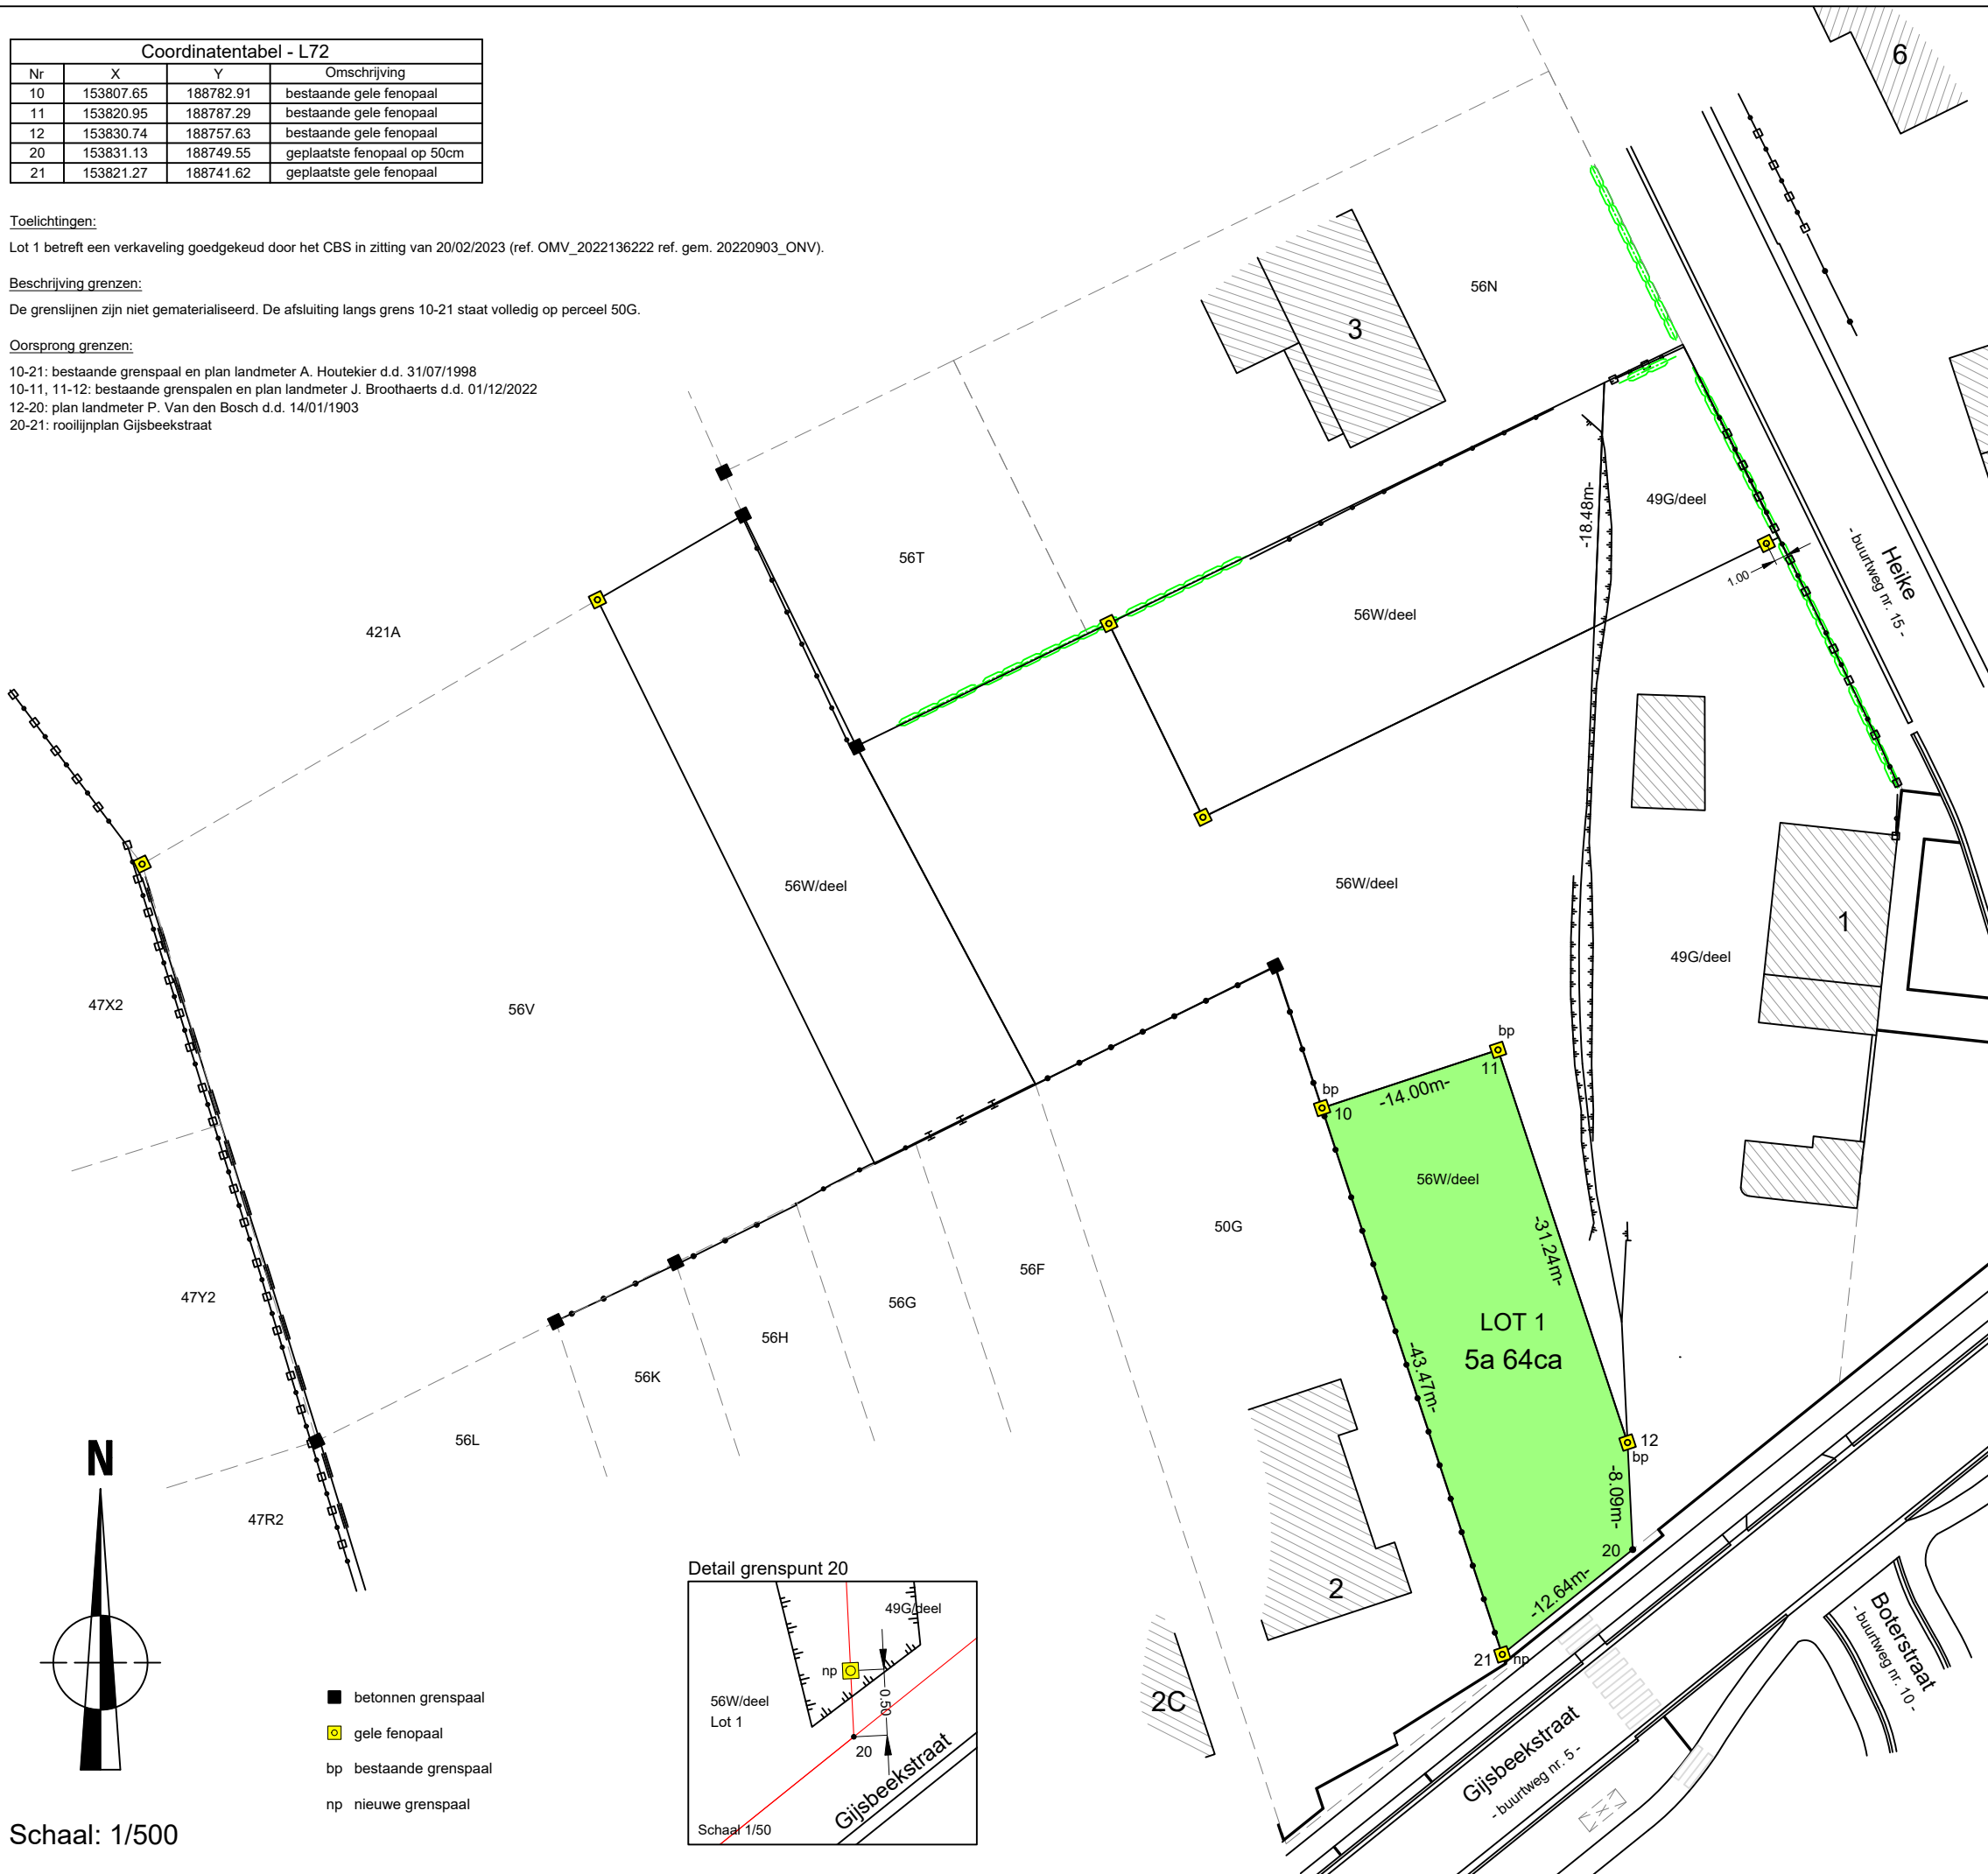 Coordinatentabel - L72
Nr X Y Omschrijving
10 153807.65 188782.91 bestaande gele fenopaal
11 153820.95 188787.29 bestaande gele fenopaal
12 153830.74 188757.63 bestaande gele fenopaal
20 153831.13 188749.55 geplaatste fenopaal op 50cm
21 153821.27 188741.62 geplaatste gele fenopaal
Toelichtingen:
Lot 1 betreft een verkaveling goedgekeud door het CBS in zitting van 20/02/2023 (ref. OMV_2022136222 ref. gem. 20220903_ONV).
Beschrijving grenzen:
De grenslijnen zijn niet gematerialiseerd. De afsluiting langs grens 10-21 staat volledig op perceel 50G.
Oorsprong grenzen:
10-21: bestaande grenspaal en plan landmeter A. Houtekier d.d. 31/07/1998
10-11, 11-12: bestaande grenspalen en plan landmeter J. Broothaerts d.d. 01/12/2022
12-20: plan landmeter P. Van den Bosch d.d. 14/01/1903
20-21: rooilijnplan Gijsbeekstraat
6
56N
3
-18.48m-
49G/deel
Heike
- buurtweg nr. 15 -
1.00
56T
56W/deel
421A
56W/deel
56W/deel
1
49G/deel
47X2
56V
bp
11
-14.00m-
bp
10
56W/deel
-31.24m-
50G
56F
47Y2
56G
56H
LOT 1
5a 64ca
-43.47m-
56K
56L
12
bp
-8.09m-
N
47R2
20
Detail grenspunt 20
2
-12.64m-
Boterstraat
- buurtweg nr. 10 -
49G/deel
21
np
np
56W/deel
Lot 1
0.50
2C
20
Gijsbeekstraat
Schaal 1/50
Gijsbeekstraat
- buurtweg nr. 5 -
betonnen grenspaal
gele fenopaal
bp bestaande grenspaal
np nieuwe grenspaal
Schaal: 1/500